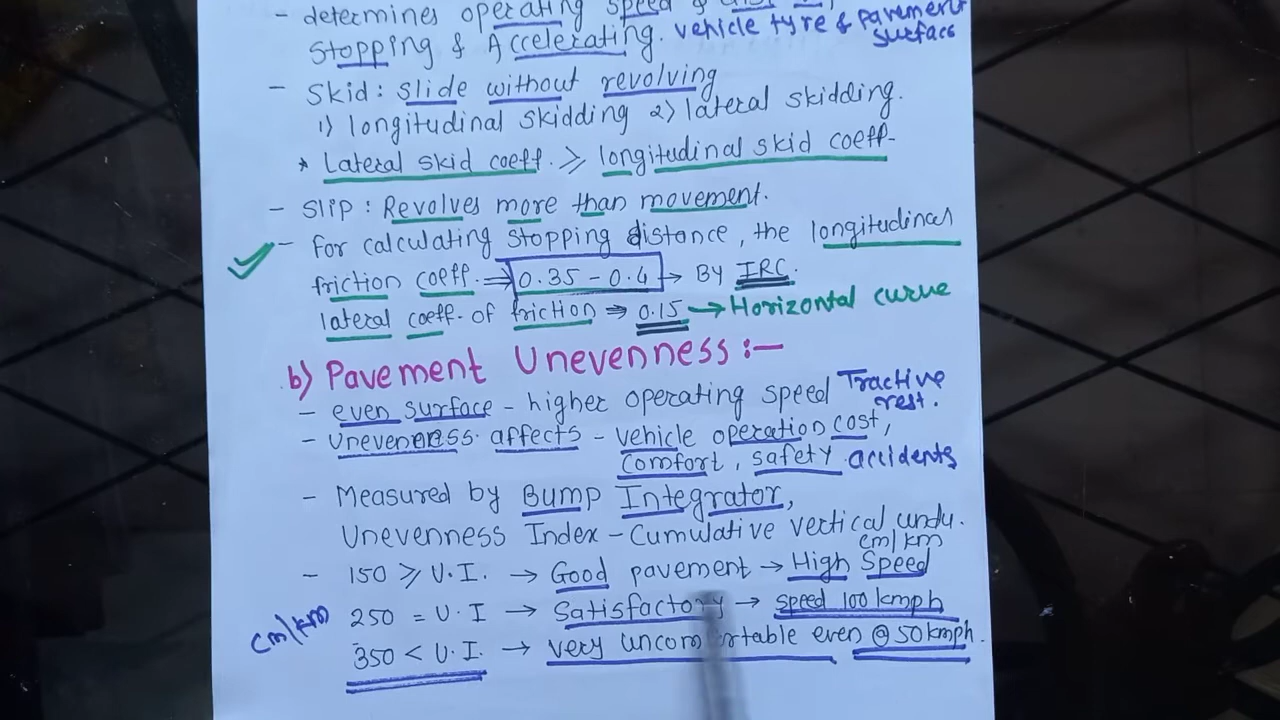 - determines operating speed &
Stopping & Accelerating. vehicle tyre & pavement surface
- Skid: slide without revolving
1) longitudinal skidding 2) lateral skidding.
* Lateral skid coeff. ⩾ longitudinal skid coeff.
- Slip: Revolves more than movement.
- for calculating stopping distance, the longitudinal
friction coeff. ⇒ 0.35 - 0.4 → By IRC.
lateral coeff. of friction ⇒ 0.15 → Horizontal curve
b) Pavement Unevenness :-
- even surface - higher operating speed Tractive rest.
- Unevenness affects - vehicle operation cost,
comfort, safety accidents
- Measured by Bump Integrator,
Unevenness Index - Cumulative vertical undu.
cm/km
- 150 ⩾ U.I. → Good pavement → High Speed
cm/km 250 = U.I → Satisfactory → speed 100 kmph
350 < U.I. → very uncomfortable even @ 50 kmph.